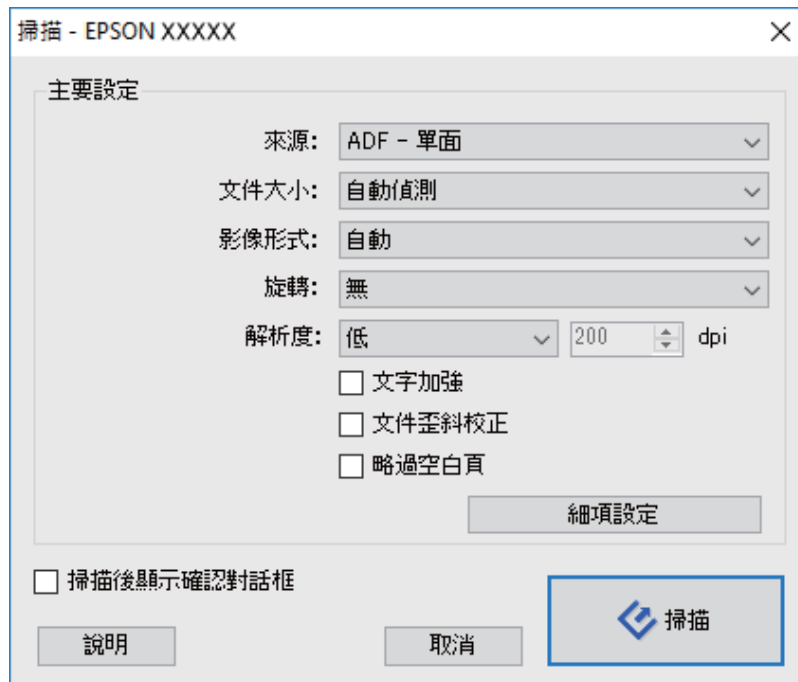 掃描 - EPSON XXXXX
主要設定
來源: ADF - 單面
文件大小: 自動偵測
影像形式: 自動
旋轉: 無
解析度: 低 200 dpi
文字加強
文件歪斜校正
略過空白頁
細項設定
掃描後顯示確認對話框
說明 取消 掃描